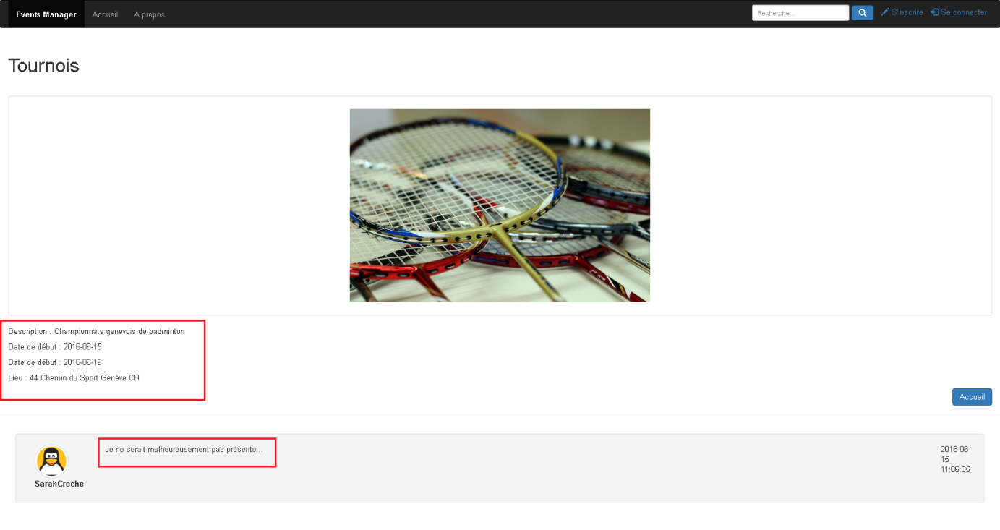 Events Manager Accueil A propos Recherche... S'inscrire Se connecter
Tournois
Description : Championnats genevois de badminton
Date de début : 2016-06-15
Date de début : 2016-06-19
Lieu : 44 Chemin du Sport Genève CH
Accueil
Je ne serait malheureusement pas présente...
SarahCroche
2016-06-
15
11:06:35